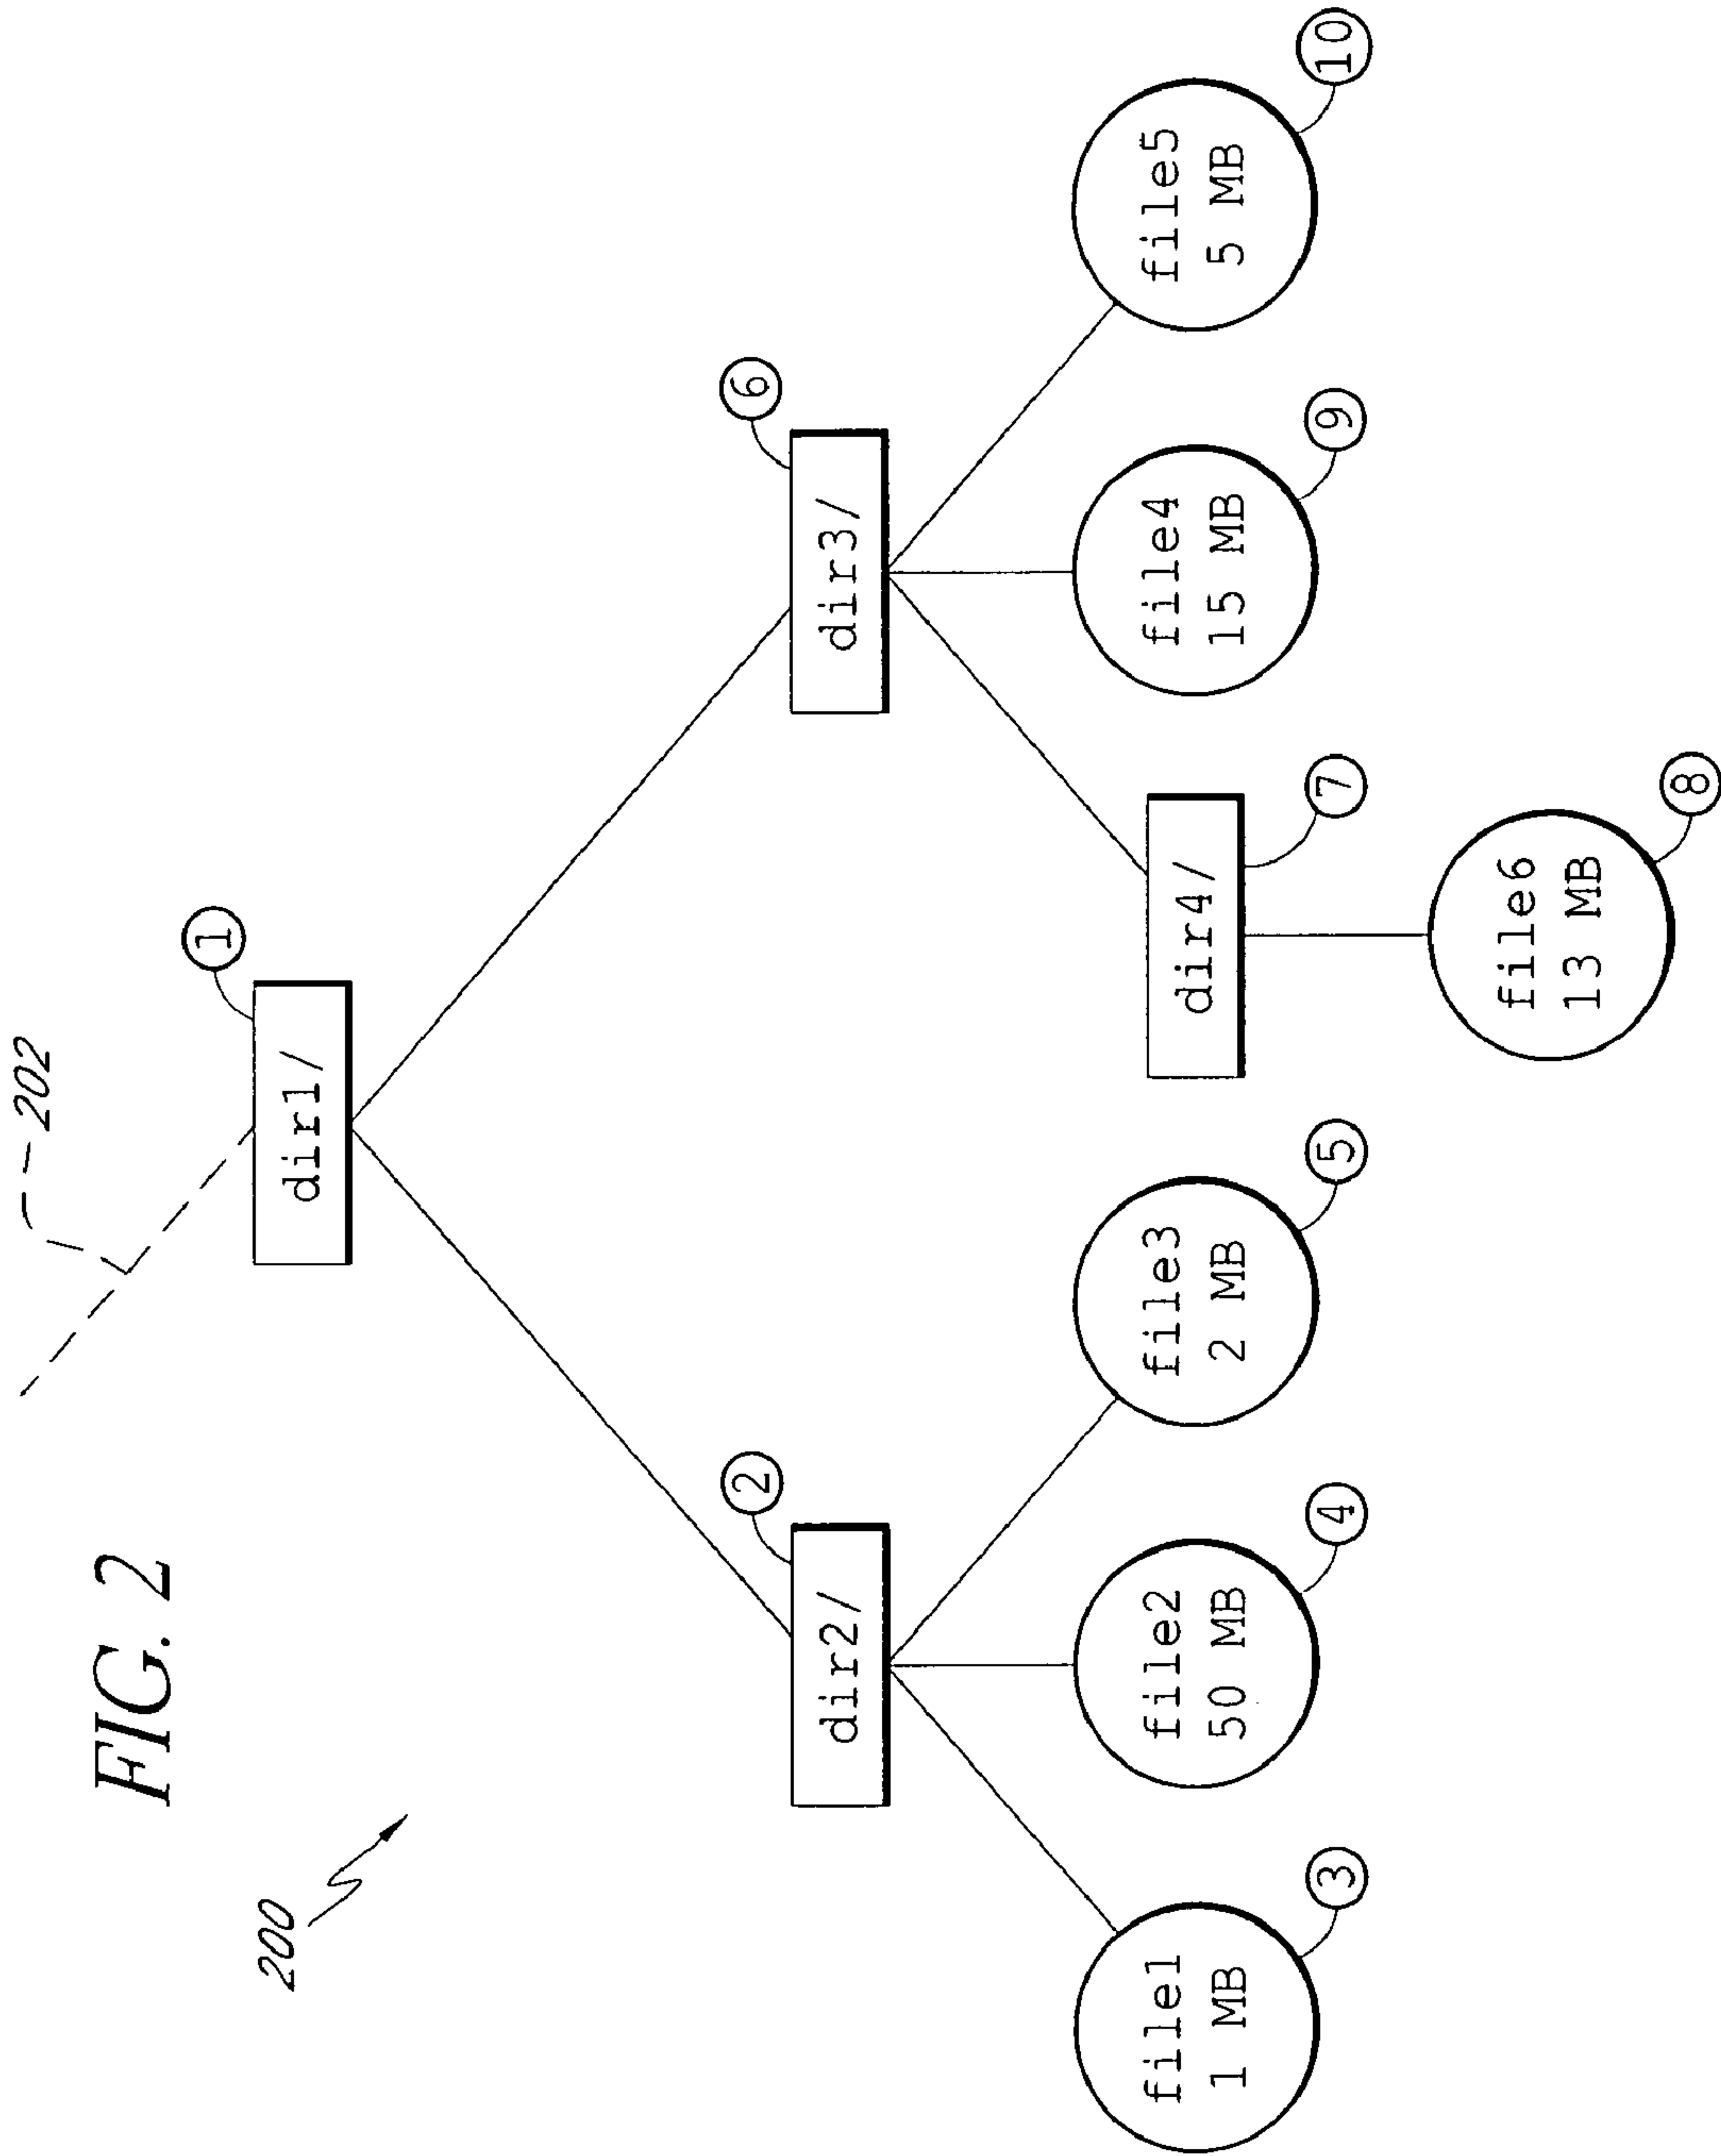 FIG. 2
200
202
dir1/
1
dir2/
2
dir3/
6
file1
1 MB
3
file2
50 MB
4
file3
2 MB
5
dir4/
7
file4
15 MB
9
file5
5 MB
10
file6
13 MB
8